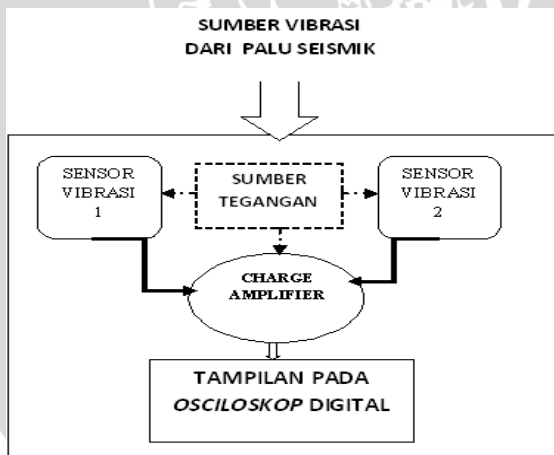 SUMBER VIBRASI
DARI PALU SEISMIK
SENSOR
VIBRASI
1
SUMBER
TEGANGAN
SENSOR
VIBRASI
2
CHARGE
AMPLIFIER
TAMPILAN PADA
OSCILOSKOP DIGITAL